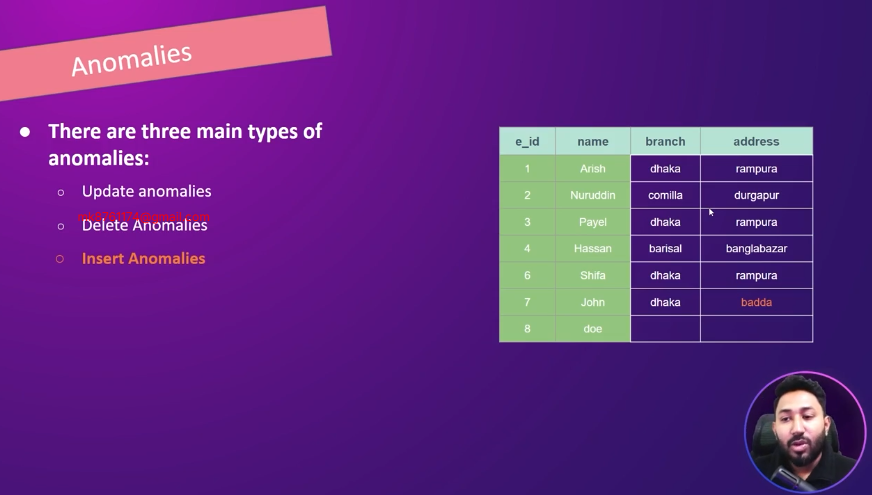 Anomalies
There are three main types of
anomalies:
Update anomalies
Delete Anomalies
Insert Anomalies
e_id name branch address
1 Arish dhaka rampura
2 Nuruddin comilla durgapur
3 Payel dhaka rampura
4 Hassan barisal banglabazar
6 Shifa dhaka rampura
7 John dhaka badda
8 doe